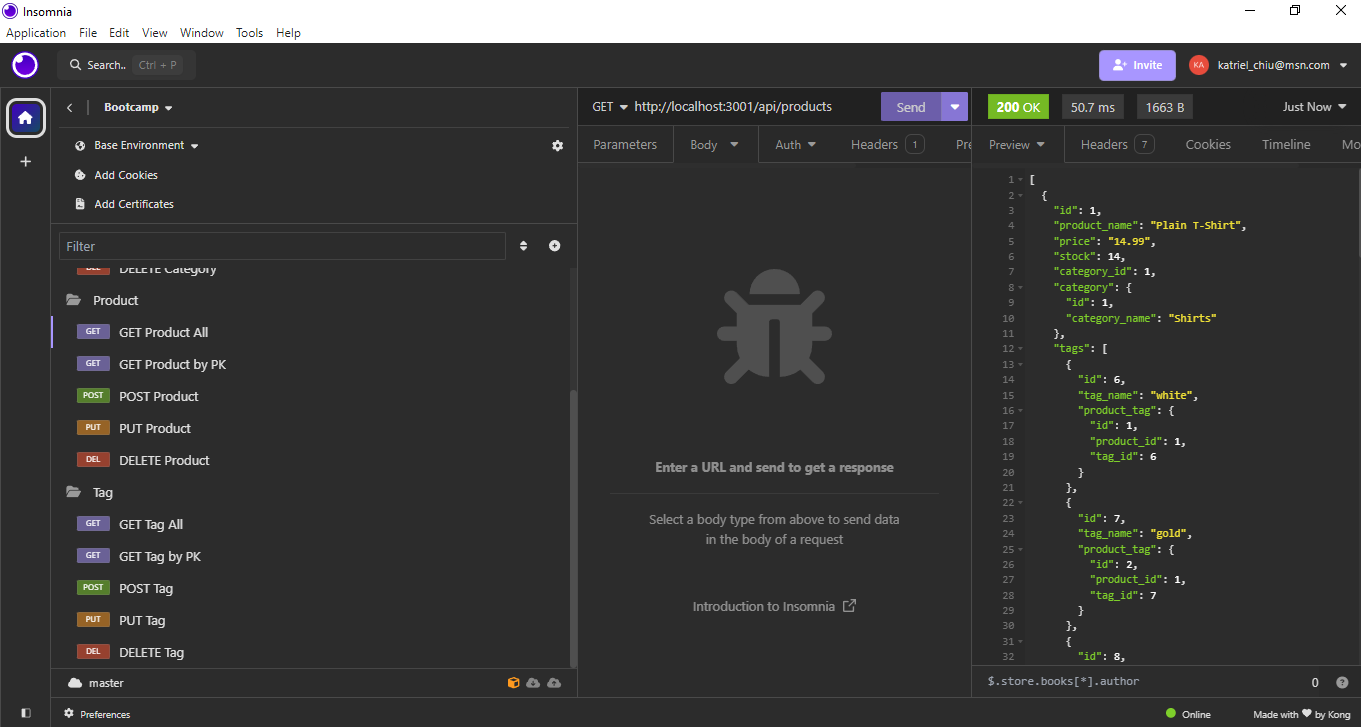 Insomnia
Application File Edit View Window Tools Help
Search.. Ctrl + P
Invite
KA katriel_chiu@msn.com
Bootcamp
Base Environment
Add Cookies
Add Certificates
Filter
DEL DELETE Category
Product
GET GET Product All
GET GET Product by PK
POST POST Product
PUT PUT Product
DEL DELETE Product
Tag
GET GET Tag All
GET GET Tag by PK
POST POST Tag
PUT PUT Tag
DEL DELETE Tag
master
Preferences
GET http://localhost:3001/api/products Send
Parameters Body Auth Headers 1 Pre
Enter a URL and send to get a response
Select a body type from above to send data
in the body of a request
Introduction to Insomnia
200 OK 50.7 ms 1663 B Just Now
Preview Headers 7 Cookies Timeline Mo
1 [
2 {
3 "id": 1,
4 "product_name": "Plain T-Shirt",
5 "price": "14.99",
6 "stock": 14,
7 "category_id": 1,
8 "category": {
9 "id": 1,
10 "category_name": "Shirts"
11 },
12 "tags": [
13 {
14 "id": 6,
15 "tag_name": "white",
16 "product_tag": {
17 "id": 1,
18 "product_id": 1,
19 "tag_id": 6
20 }
21 },
22 {
23 "id": 7,
24 "tag_name": "gold",
25 "product_tag": {
26 "id": 2,
27 "product_id": 1,
28 "tag_id": 7
29 }
30 },
31 {
32 "id": 8,
$.store.books[*].author 0 ?
Online Made with ❤ by Kong